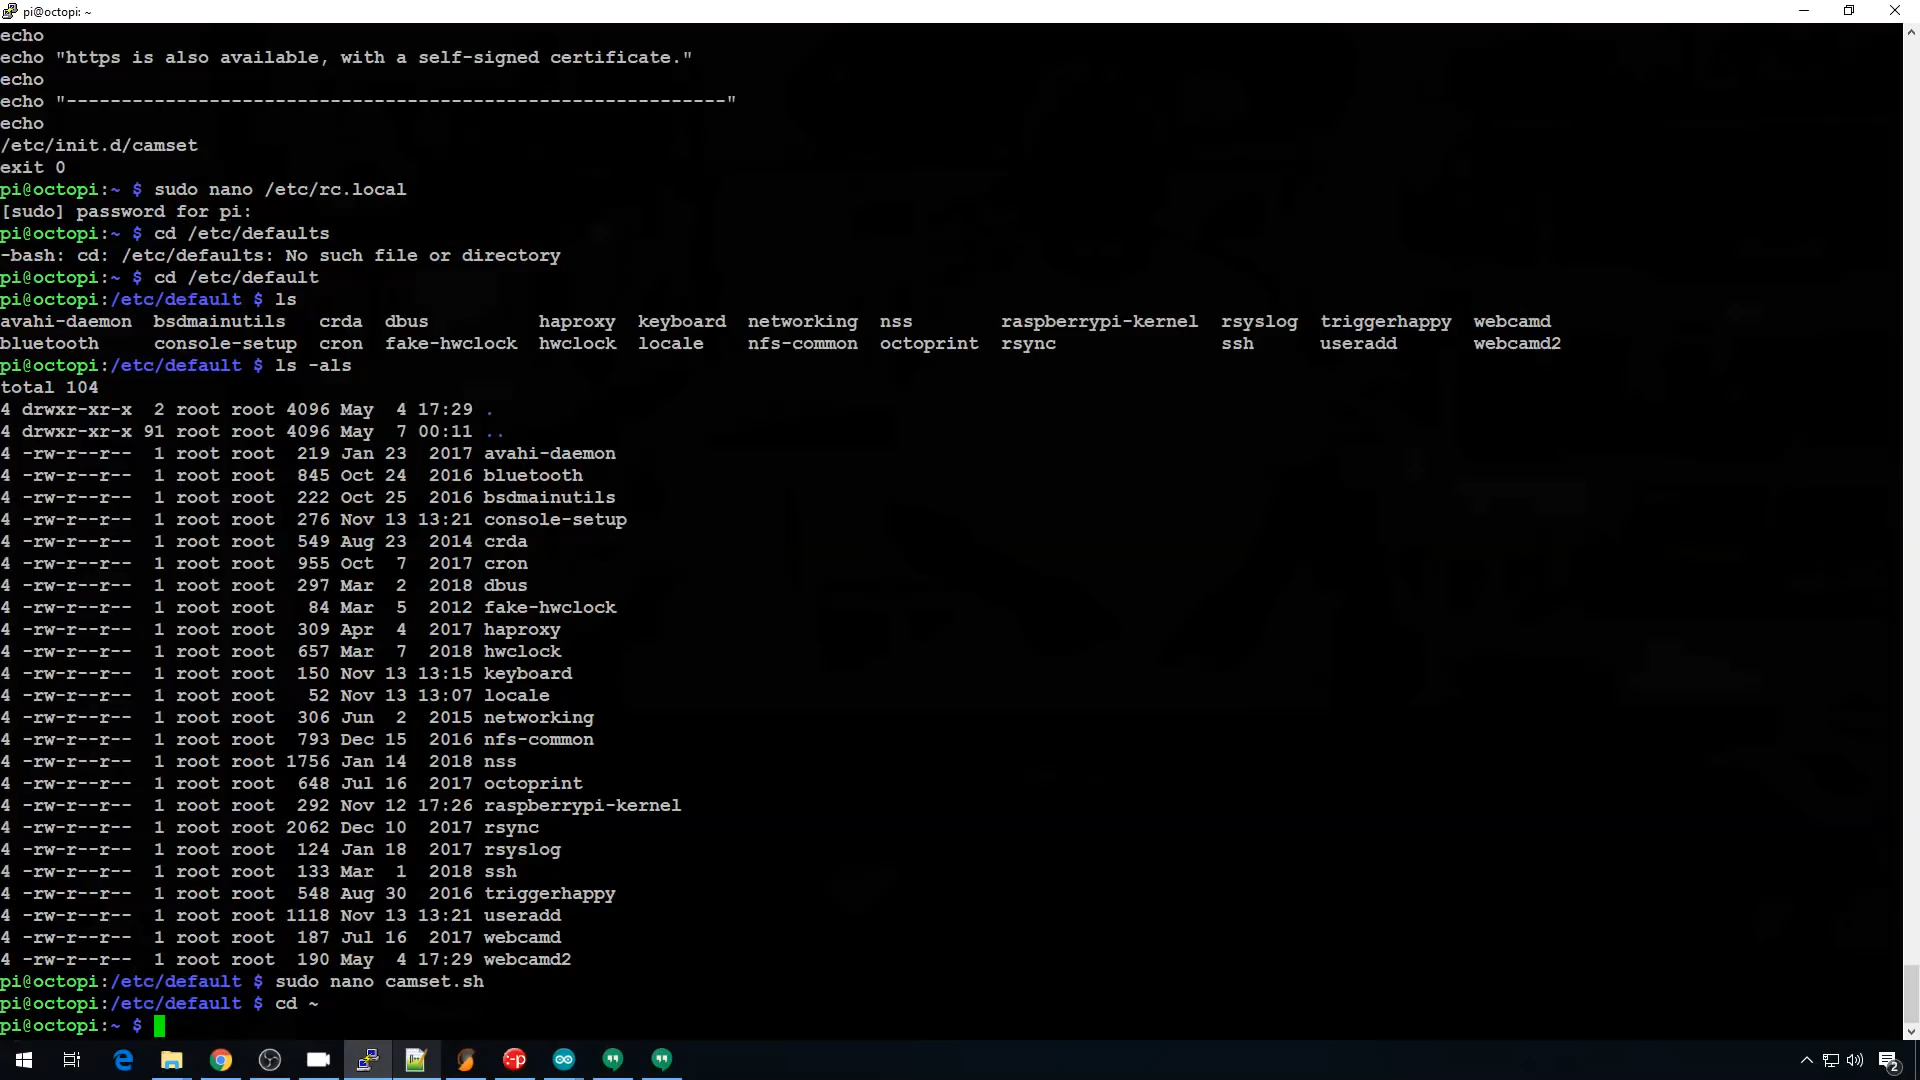 pi@octopi: ~
echo
echo "https is also available, with a self-signed certificate."
echo
echo "------------------------------------------------------------"
echo
/etc/init.d/camset
exit 0
pi@octopi:~ $ sudo nano /etc/rc.local
[sudo] password for pi:
pi@octopi:~ $ cd /etc/defaults
-bash: cd: /etc/defaults: No such file or directory
pi@octopi:~ $ cd /etc/default
pi@octopi:/etc/default $ ls
avahi-daemon  bsdmainutils   crda  dbus          haproxy  keyboard  networking  nss        raspberrypi-kernel  rsyslog  triggerhappy  webcamd
bluetooth     console-setup  cron  fake-hwclock  hwclock  locale    nfs-common  octoprint  rsync               ssh      useradd       webcamd2
pi@octopi:/etc/default $ ls -als
total 104
4 drwxr-xr-x  2 root root 4096 May  4 17:29 .
4 drwxr-xr-x 91 root root 4096 May  7 00:11 ..
4 -rw-r--r--  1 root root  219 Jan 23  2017 avahi-daemon
4 -rw-r--r--  1 root root  845 Oct 24  2016 bluetooth
4 -rw-r--r--  1 root root  222 Oct 25  2016 bsdmainutils
4 -rw-r--r--  1 root root  276 Nov 13 13:21 console-setup
4 -rw-r--r--  1 root root  549 Aug 23  2014 crda
4 -rw-r--r--  1 root root  955 Oct  7  2017 cron
4 -rw-r--r--  1 root root  297 Mar  2  2018 dbus
4 -rw-r--r--  1 root root   84 Mar  5  2012 fake-hwclock
4 -rw-r--r--  1 root root  309 Apr  4  2017 haproxy
4 -rw-r--r--  1 root root  657 Mar  7  2018 hwclock
4 -rw-r--r--  1 root root  150 Nov 13 13:15 keyboard
4 -rw-r--r--  1 root root   52 Nov 13 13:07 locale
4 -rw-r--r--  1 root root  306 Jun  2  2015 networking
4 -rw-r--r--  1 root root  793 Dec 15  2016 nfs-common
4 -rw-r--r--  1 root root 1756 Jan 14  2018 nss
4 -rw-r--r--  1 root root  648 Jul 16  2017 octoprint
4 -rw-r--r--  1 root root  292 Nov 12 17:26 raspberrypi-kernel
4 -rw-r--r--  1 root root 2062 Dec 10  2017 rsync
4 -rw-r--r--  1 root root  124 Jan 18  2017 rsyslog
4 -rw-r--r--  1 root root  133 Mar  1  2018 ssh
4 -rw-r--r--  1 root root  548 Aug 30  2016 triggerhappy
4 -rw-r--r--  1 root root 1118 Nov 13 13:21 useradd
4 -rw-r--r--  1 root root  187 Jul 16  2017 webcamd
4 -rw-r--r--  1 root root  190 May  4 17:29 webcamd2
pi@octopi:/etc/default $ sudo nano camset.sh
pi@octopi:/etc/default $ cd ~
pi@octopi:~ $
:-p
2